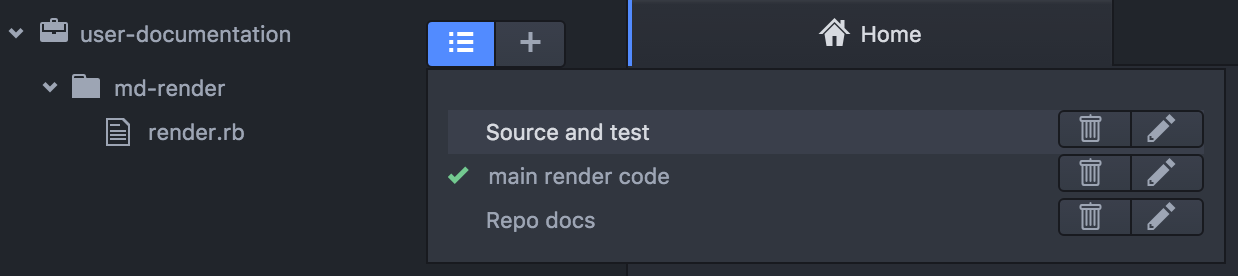 user-documentation
md-render
render.rb
Home
Source and test
main render code
Repo docs